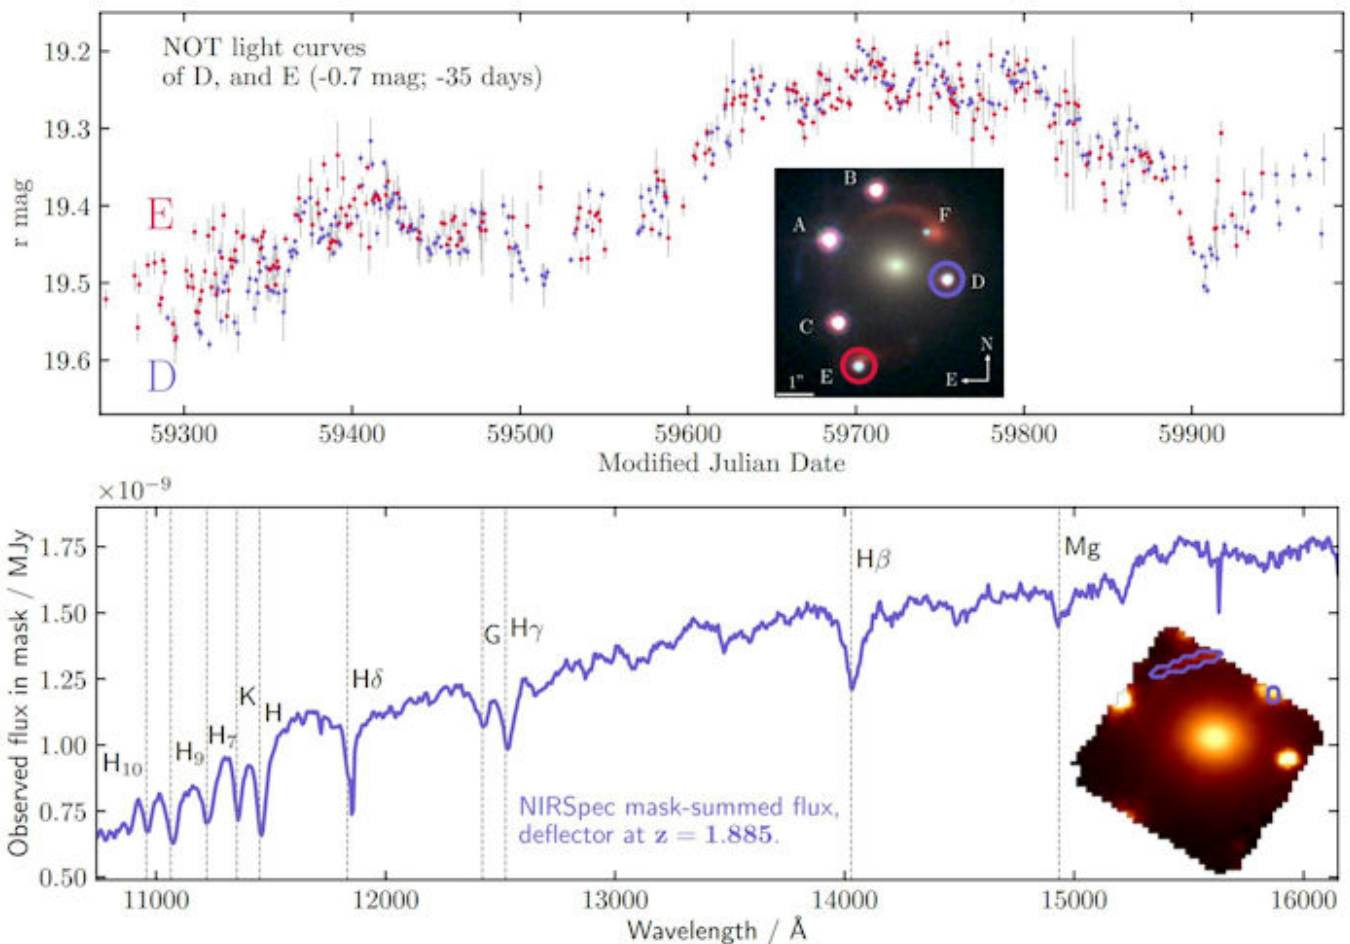 NOT light curves
of D, and E (-0.7 mag; -35 days)
19.2
19.3
19.4
19.5
19.6
r mag
E
D
B
A
F
D
C
E
N
E
1"
59300 59400 59500 59600 59700 59800 59900
Modified Julian Date
×10⁻⁹
Observed flux in mask / MJy
1.75
1.50
1.25
1.00
0.75
0.50
H₁₀
H₉
H₇
K
H
Hδ
G
Hγ
Hβ
Mg
NIRSpec mask-summed flux,
deflector at z = 1.885.
11000 12000 13000 14000 15000 16000
Wavelength / Å